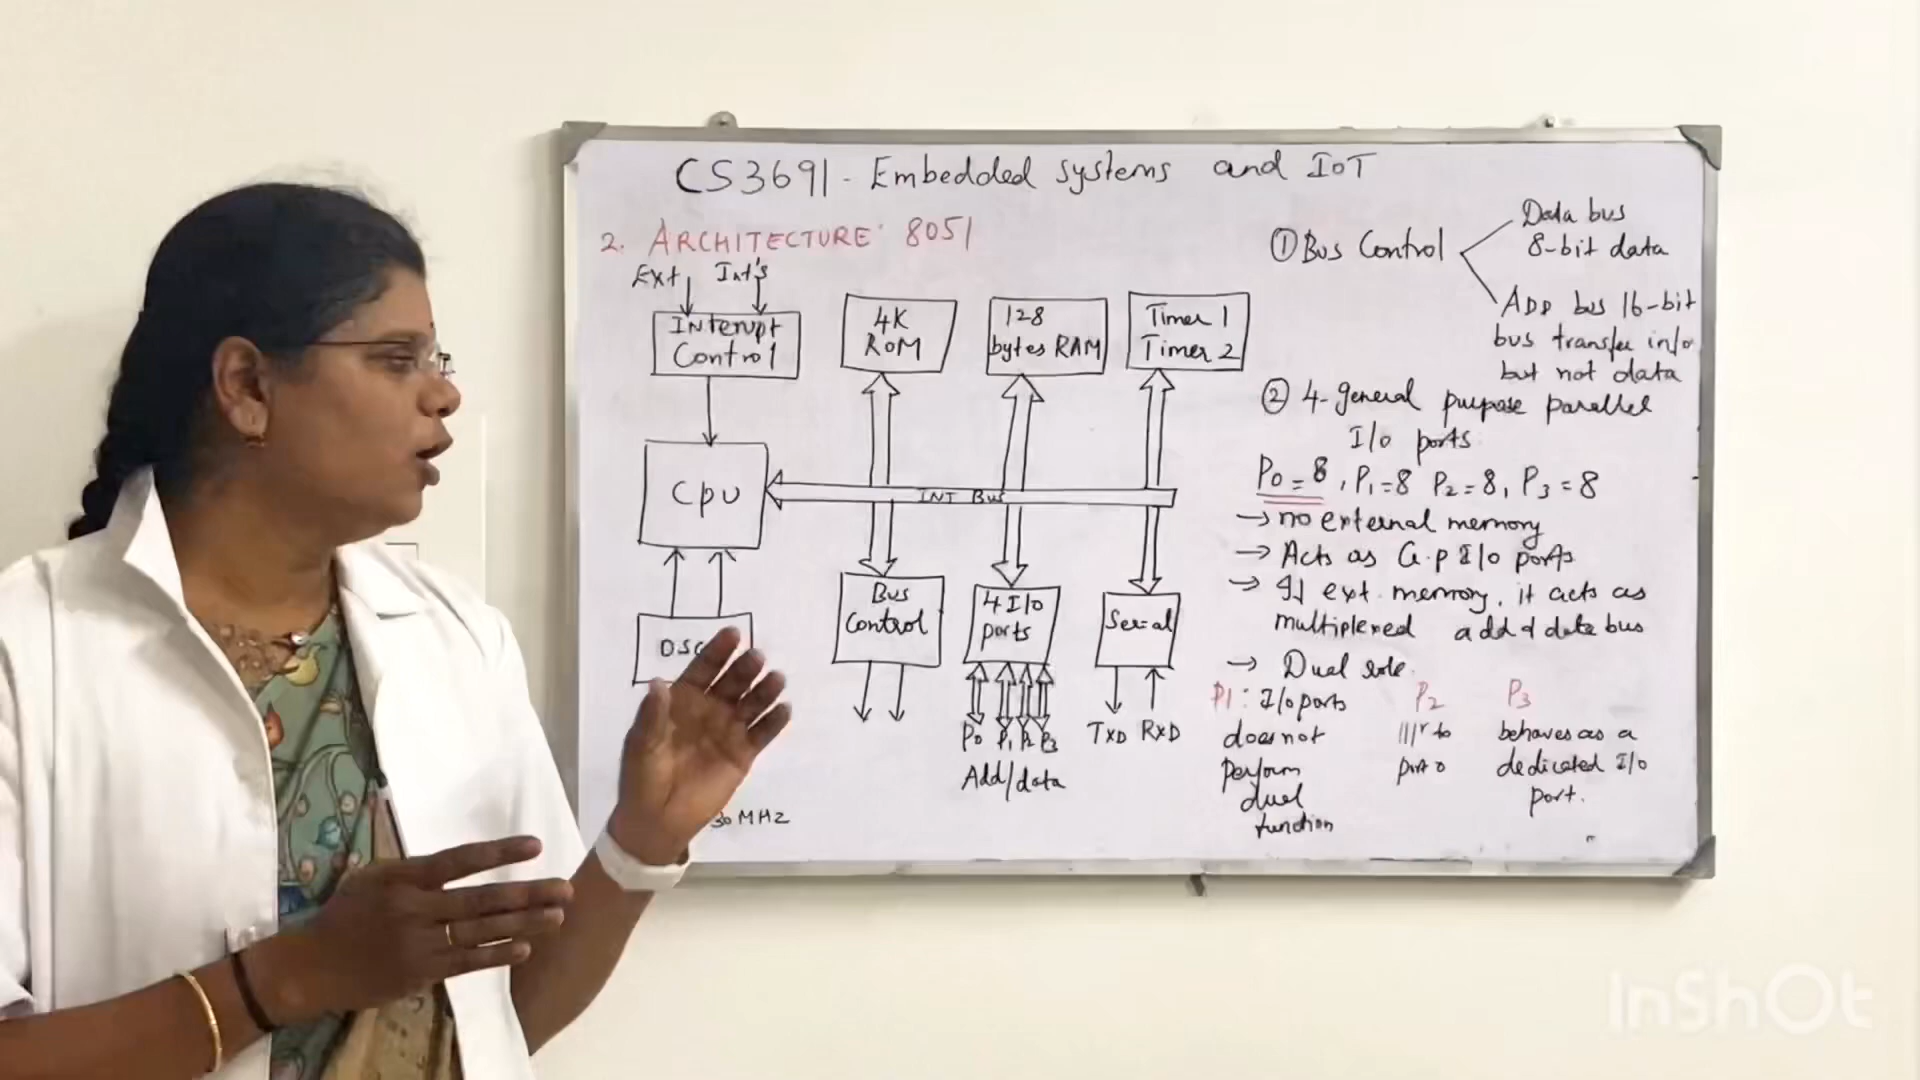 CS3691 - Embedded systems and IoT
2. ARCHITECTURE: 8051
Ext Int's
INterupt
Control
4K
ROM
128
bytes RAM
Timer 1
Timer 2
CPU
INT Bus
Bus
Control
4 I/o
ports
Serial
P0 P1 P2 P3
Add/data
TXD RXD
30 MHZ
① Bus Control
Data bus
8-bit data
ADD bus 16-bit
bus transfer info
but not data
② 4-general purpose parallel
I/o ports
P0 = 8, P1 = 8 P2 = 8, P3 = 8
→ no external memory
→ Acts as G.p I/o ports
→ If ext. memory, it acts as
multiplexed add & data bus
→ Dual role.
P1: I/o ports
does not
perform
dual
function
P2
|||r to
port 0
P3
behaves as a
dedicated I/o
port.
InShOt